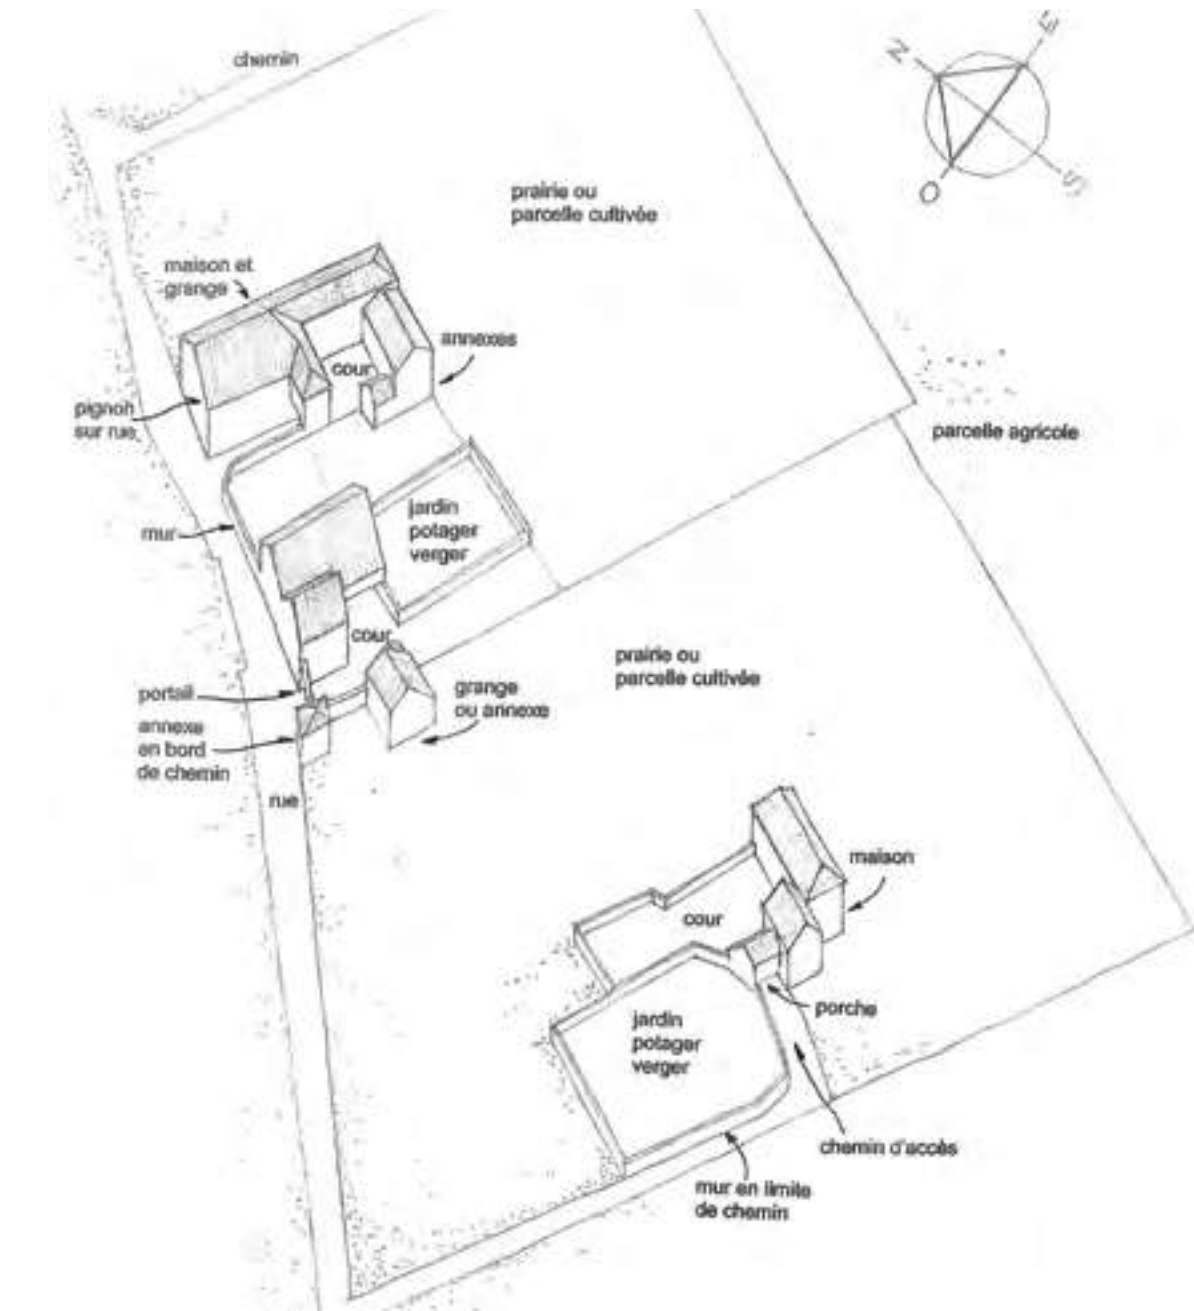 chemin
N
E
O
S
prairie ou
parcelle cultivée
maison et
grange
cour
annexes
pignon
sur rue
parcelle agricole
mur
jardin
potager
verger
cour
portail
grange
ou annexe
prairie ou
parcelle cultivée
annexe
en bord
de chemin
rue
maison
cour
porche
jardin
potager
verger
chemin d'accès
mur en limite
de chemin